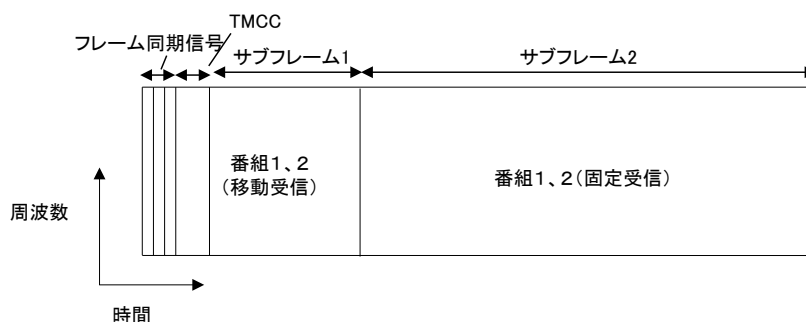 TMCC
フレーム同期信号
サブフレーム1
サブフレーム2
番組１、２
（移動受信）
番組１、２（固定受信）
周波数
時間